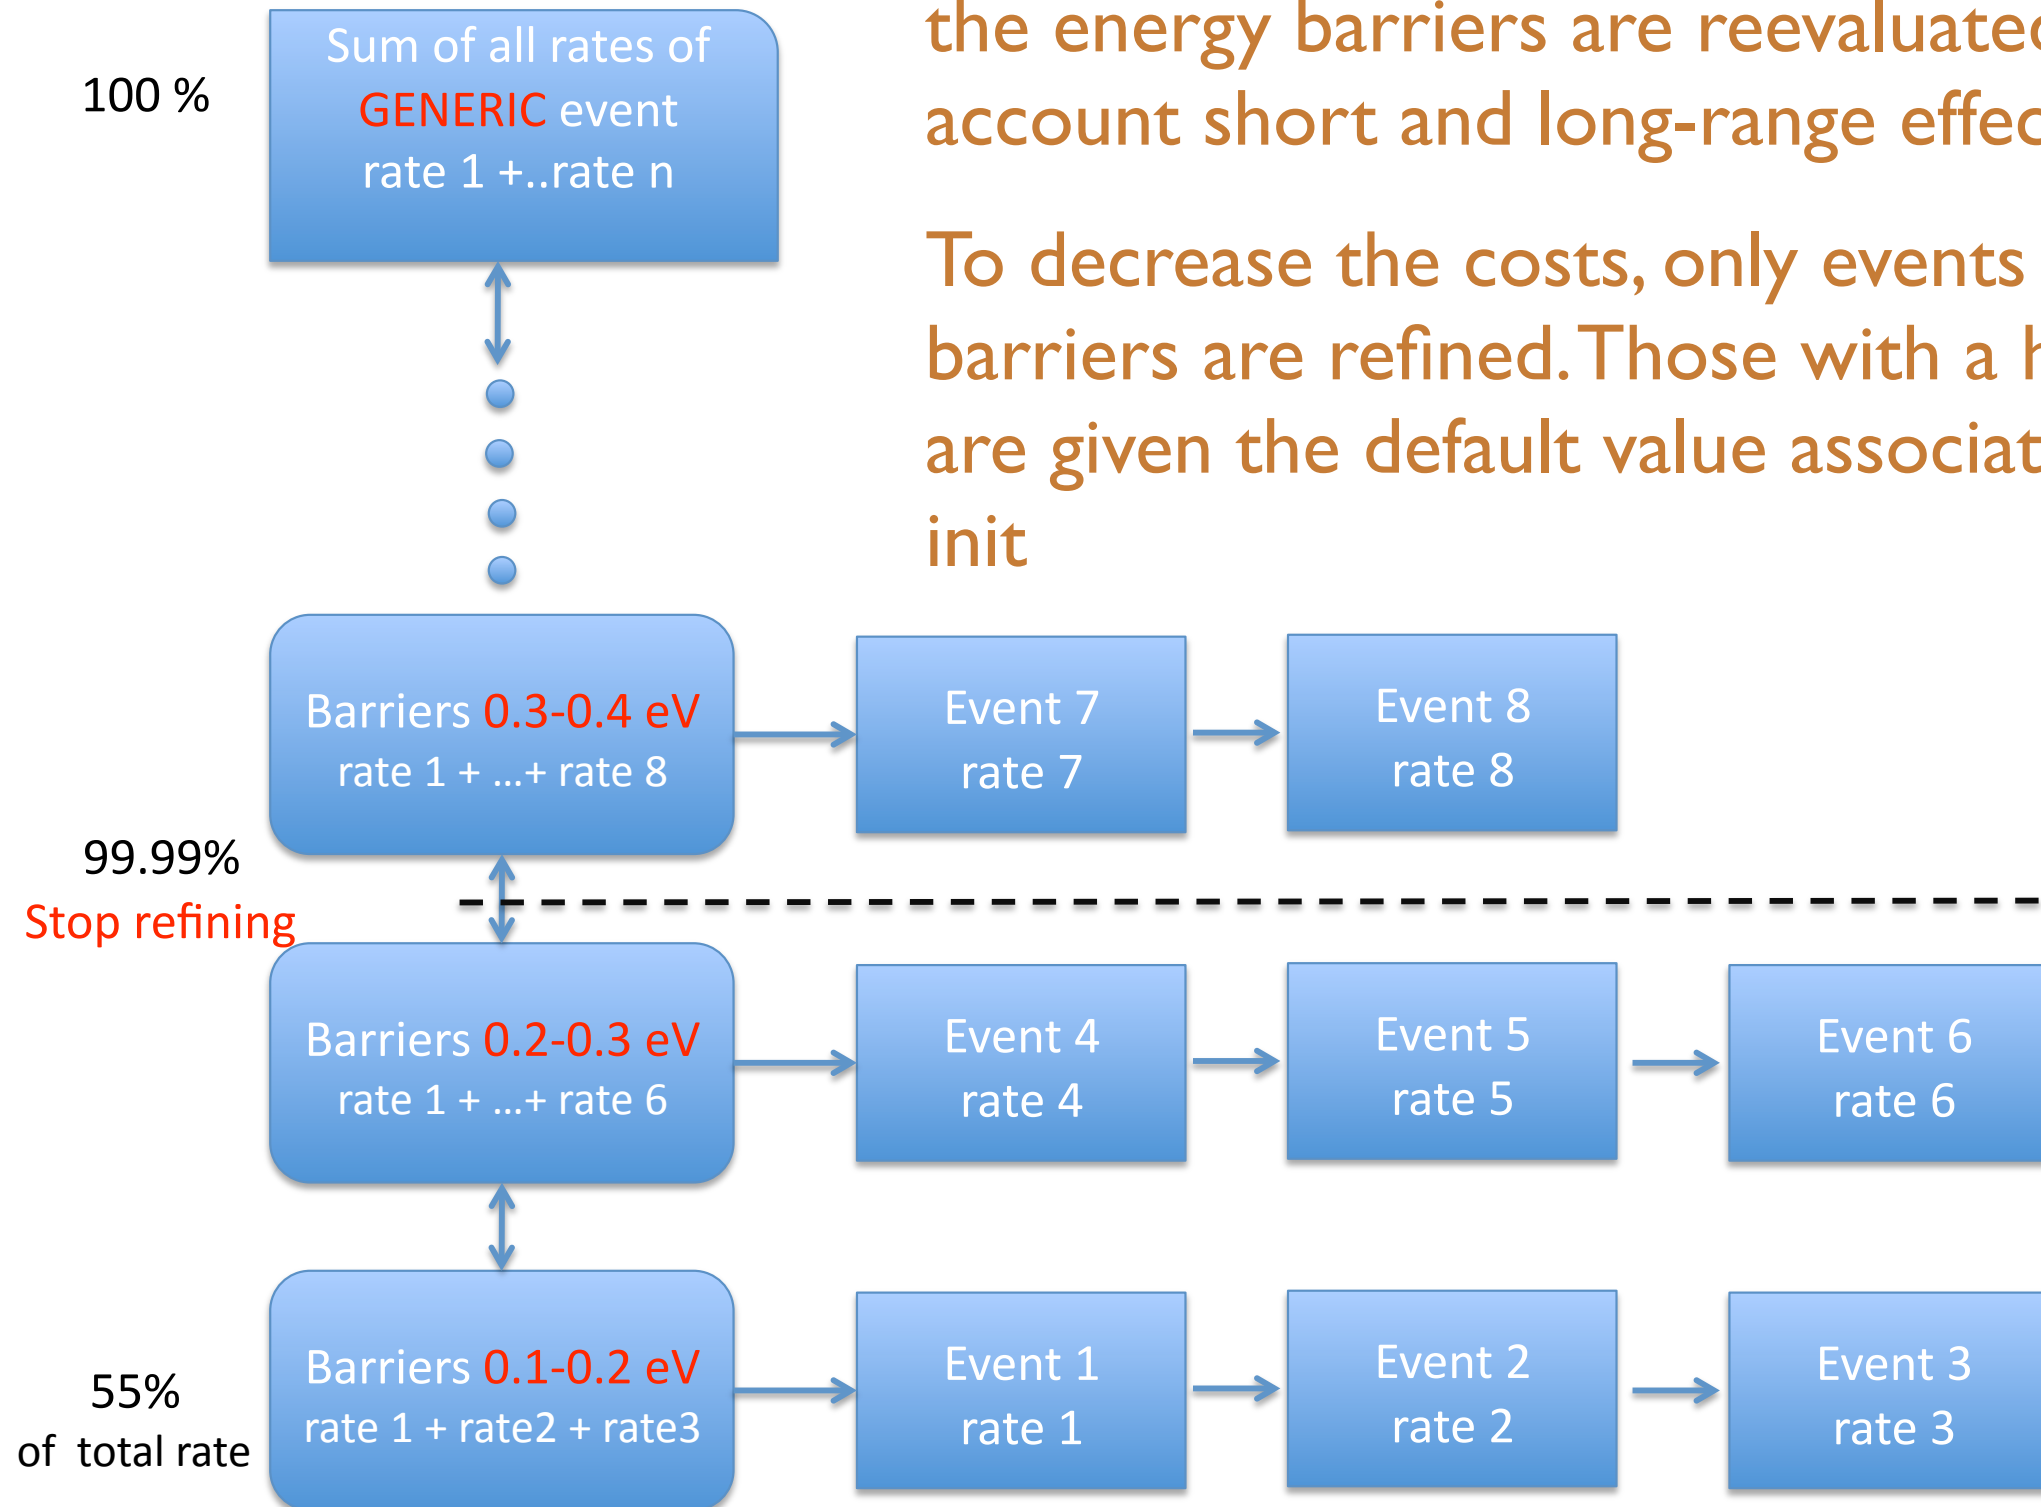 the energy barriers are reevaluated
account short and long-range effec
To decrease the costs, only events
barriers are refined. Those with a h
are given the default value associat
init
100 %
Sum of all rates of
GENERIC event
rate 1 +..rate n
Barriers 0.3-0.4 eV
rate 1 + ...+ rate 8
Event 7
rate 7
Event 8
rate 8
99.99%
Stop refining
Barriers 0.2-0.3 eV
rate 1 + ...+ rate 6
Event 4
rate 4
Event 5
rate 5
Event 6
rate 6
55%
of total rate
Barriers 0.1-0.2 eV
rate 1 + rate2 + rate3
Event 1
rate 1
Event 2
rate 2
Event 3
rate 3